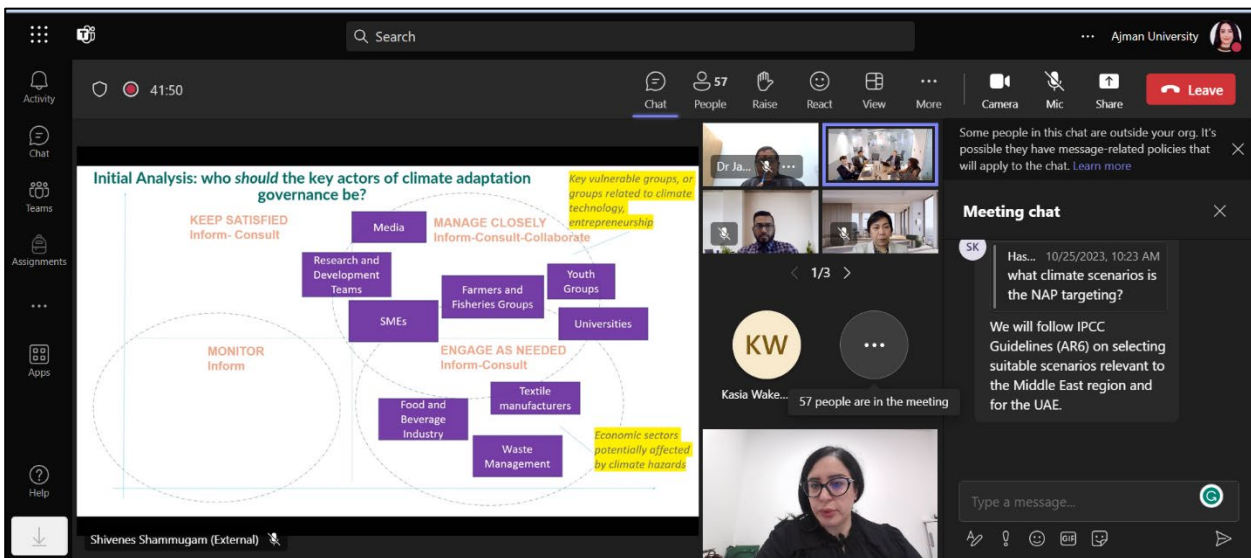 Search
Ajman University
Activity
Chat
Teams
Assignments
Apps
Help
41:50
Chat
57
People
Raise
React
View
More
Camera
Mic
Share
Leave
Initial Analysis: who should the key actors of climate adaptation
governance be?
Key vulnerable groups, or
groups related to climate
technology,
entrepreneurship
KEEP SATISFIED
Inform- Consult
MANAGE CLOSELY
Inform-Consult-Collaborate
Media
Research and
Development
Teams
Farmers and
Fisheries Groups
Youth
Groups
SMEs
Universities
MONITOR
Inform
ENGAGE AS NEEDED
Inform-Consult
Textile
manufacturers
Food and
Beverage
Industry
Waste
Management
Economic sectors
potentially affected
by climate hazards
Shivenes Shammugam (External)
Dr Ja...
1/3
KW
Kasia Wake...
57 people are in the meeting
Some people in this chat are outside your org. It's
possible they have message-related policies that
will apply to the chat. Learn more
Meeting chat
SK
Has... 10/25/2023, 10:23 AM
what climate scenarios is
the NAP targeting?
We will follow IPCC
Guidelines (AR6) on selecting
suitable scenarios relevant to
the Middle East region and
for the UAE.
Type a message...
GIF